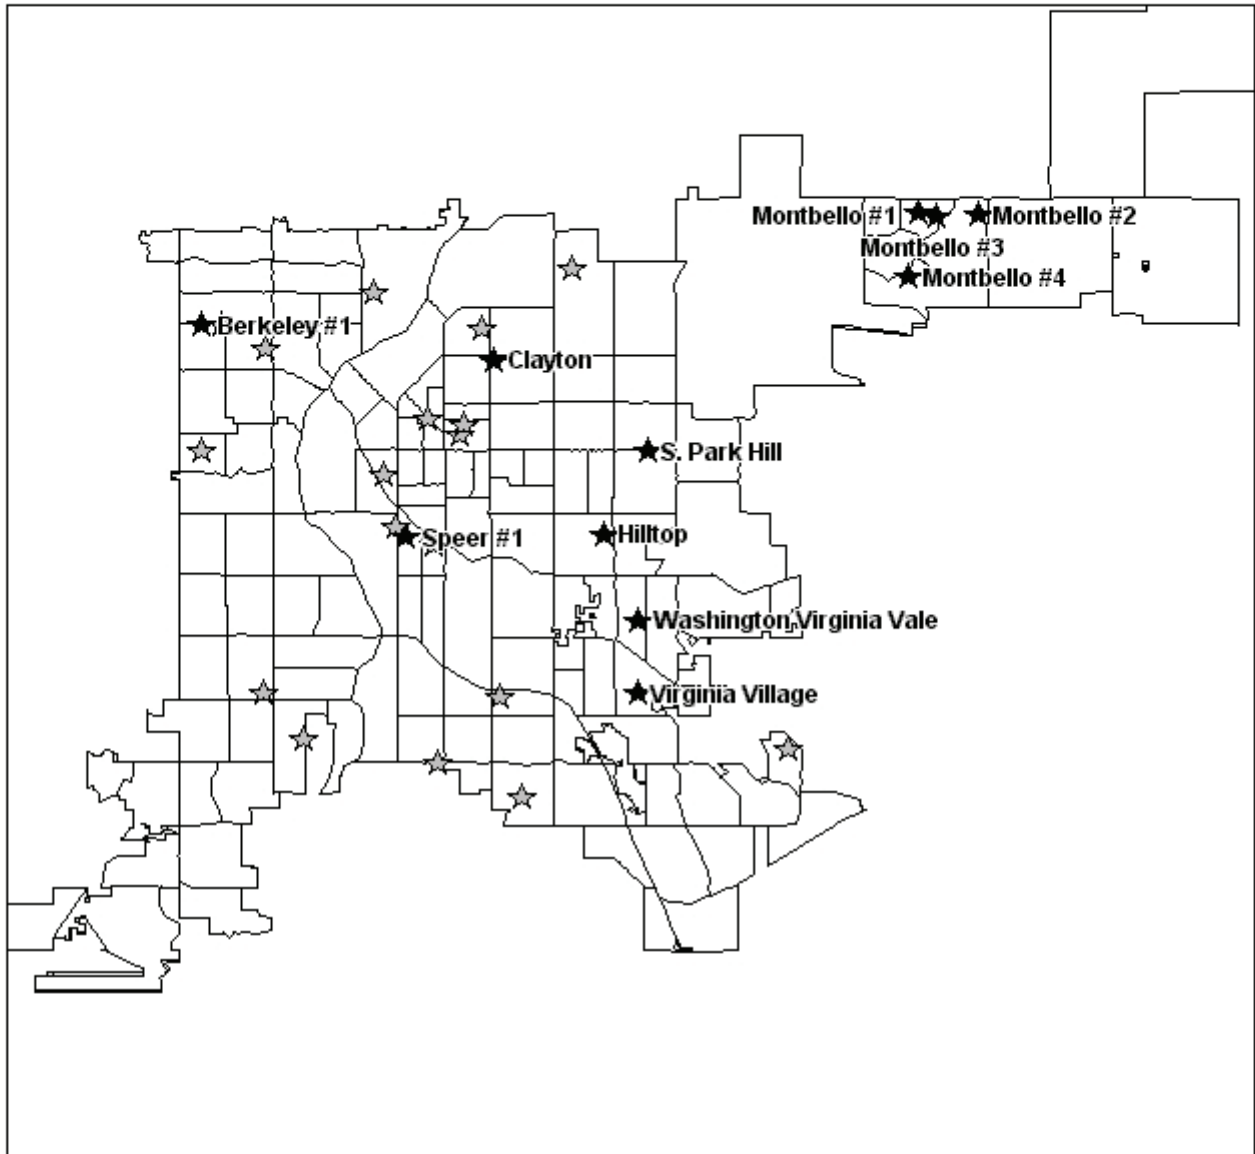 Montbello #1
Montbello #2
Montbello #3
Montbello #4
Berkeley #1
Clayton
S. Park Hill
Speer #1
Hilltop
Washington Virginia Vale
Virginia Village